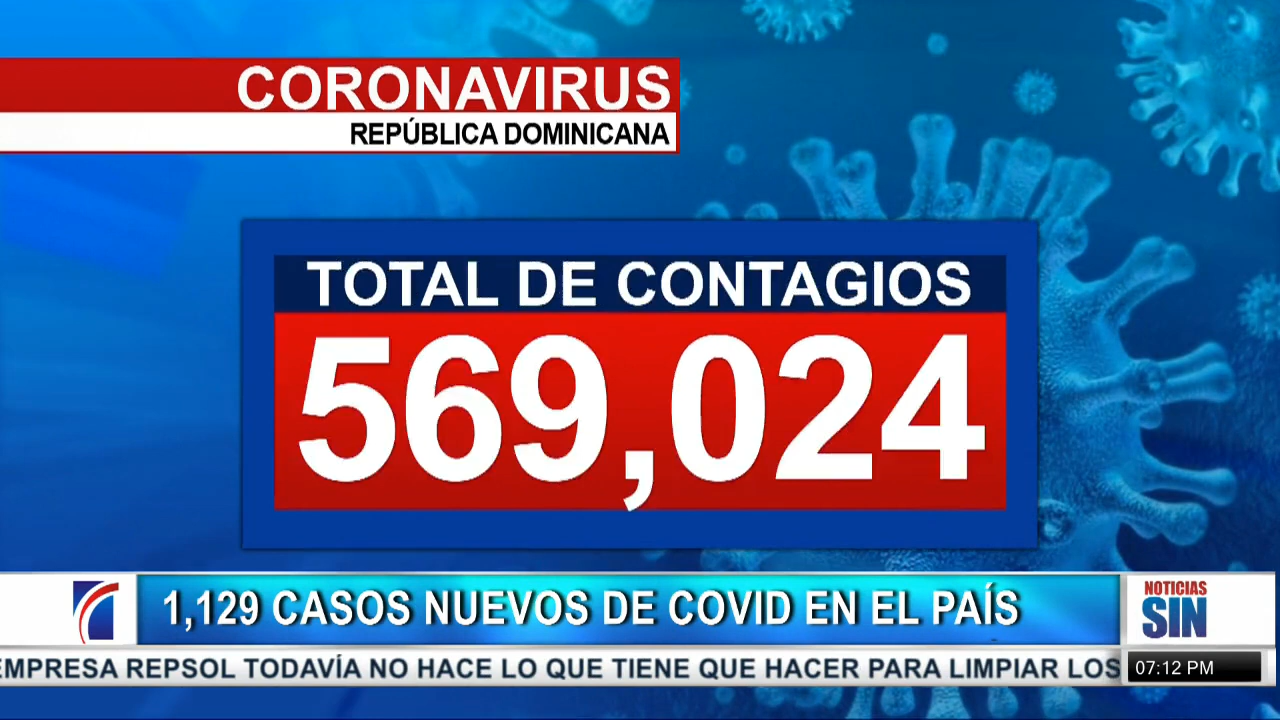 CORONAVIRUS
REPÚBLICA DOMINICANA
TOTAL DE CONTAGIOS
569,024
1,129 CASOS NUEVOS DE COVID EN EL PAÍS
NOTICIAS
SIN
EMPRESA REPSOL TODAVÍA NO HACE LO QUE TIENE QUE HACER PARA LIMPIAR LOS
07:12 PM